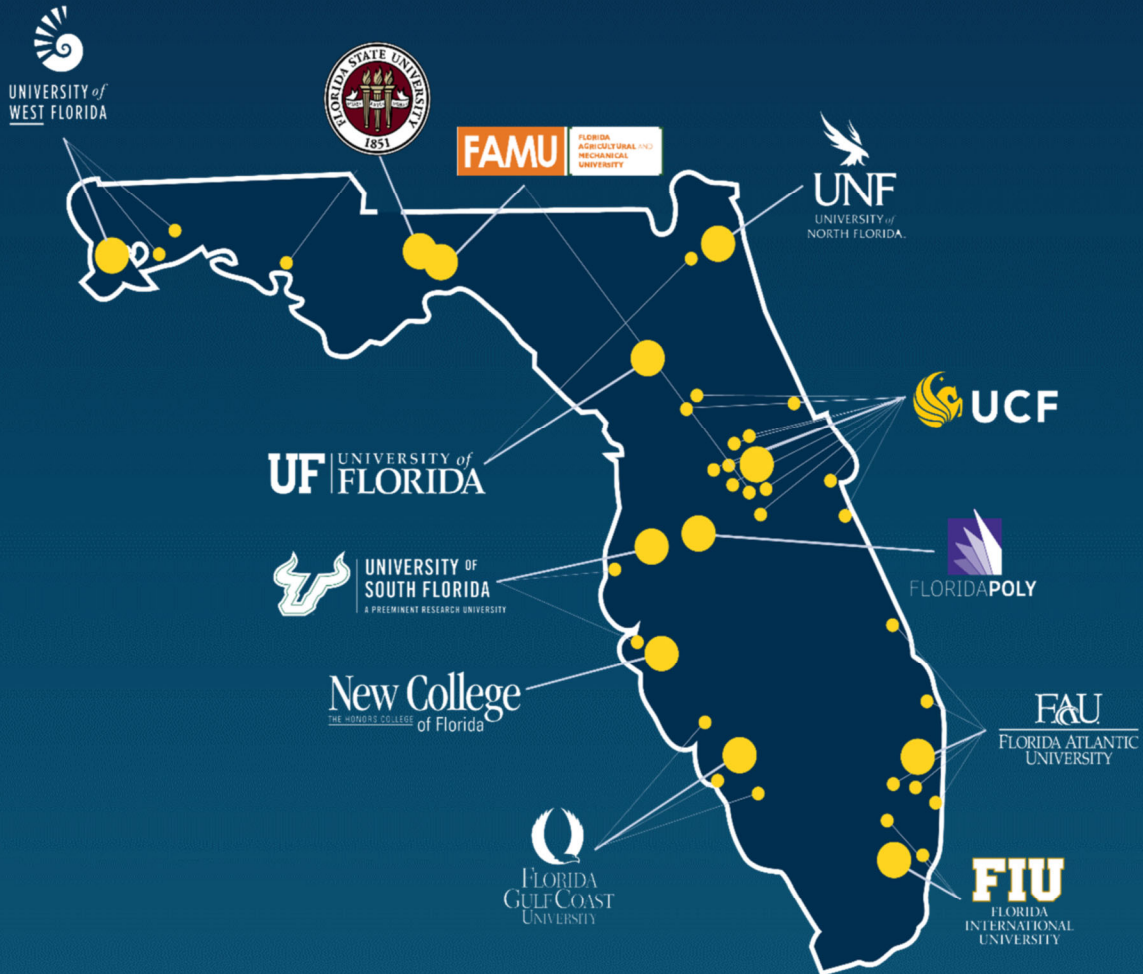 UNIVERSITY of
WEST FLORIDA
FLORIDA STATE UNIVERSITY
1851
FAMU
FLORIDA
AGRICULTURAL AND
MECHANICAL
UNIVERSITY
UNF
UNIVERSITY of
NORTH FLORIDA.
UCF
UF
UNIVERSITY of
FLORIDA
UNIVERSITY OF
SOUTH FLORIDA
A PREEMINENT RESEARCH UNIVERSITY
FLORIDAPOLY
New College
THE HONORS COLLEGE
of Florida
FAU
FLORIDA ATLANTIC
UNIVERSITY
FLORIDA
GULF COAST
UNIVERSITY
FIU
FLORIDA
INTERNATIONAL
UNIVERSITY